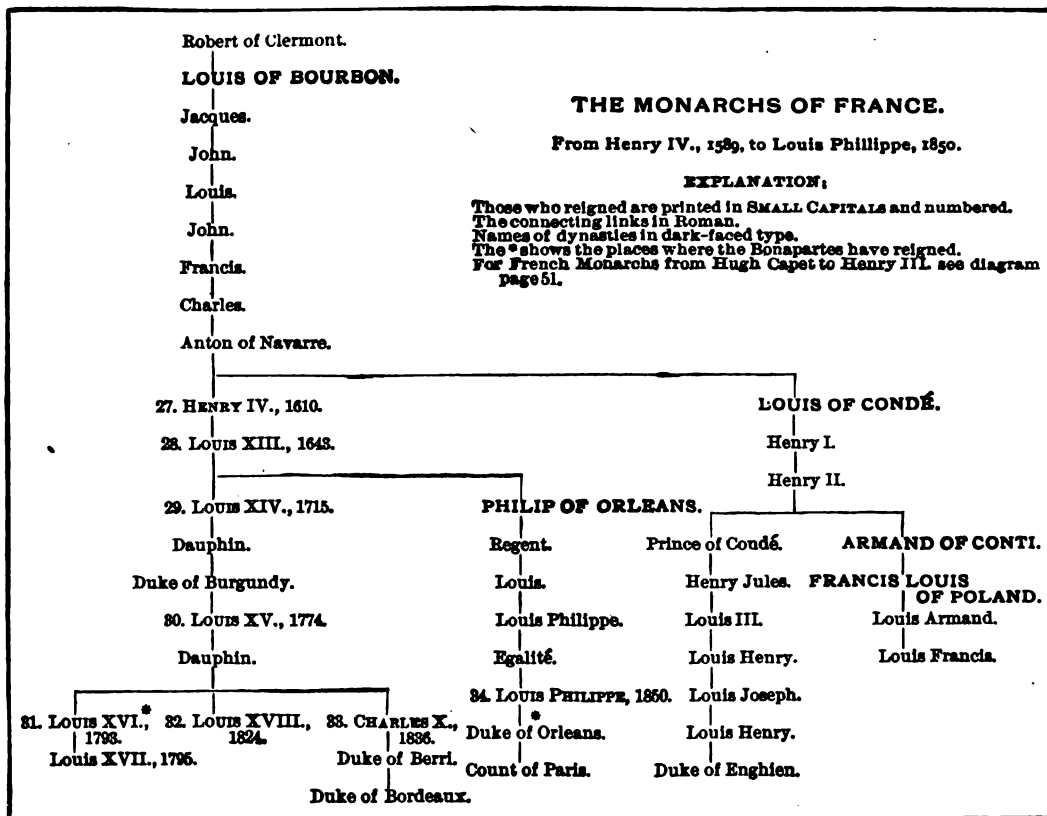 Robert of Clermont.
LOUIS OF BOURBON.
Jacques.
John.
Louis.
John.
Francis.
Charles.
Anton of Navarre.
THE MONARCHS OF FRANCE.
From Henry IV., 1589, to Louis Phillippe, 1850.
EXPLANATION:
Those who reigned are printed in SMALL CAPITALS and numbered.
The connecting links in Roman.
Names of dynasties in dark-faced type.
The * shows the places where the Bonapartes have reigned.
For French Monarchs from Hugh Capet to Henry III. see diagram
page 51.
27. HENRY IV., 1610.
28. LOUIS XIII., 1643.
29. LOUIS XIV., 1715.
Dauphin.
Duke of Burgundy.
30. LOUIS XV., 1774.
Dauphin.
31. LOUIS XVI.,*
1793.
Louis XVII., 1795.
32. LOUIS XVIII.,
1824.
33. CHARLES X.,
1836.
Duke of Berri.
Duke of Bordeaux.
PHILIP OF ORLEANS.
Regent.
Louis.
Louis Philippe.
Egalité.
34. LOUIS PHILIPPE, 1850.
*
Duke of Orleans.
Count of Paris.
LOUIS OF CONDÉ.
Henry I.
Henry II.
Prince of Condé.
Henry Jules.
Louis III.
Louis Henry.
Louis Joseph.
Louis Henry.
Duke of Enghien.
ARMAND OF CONTI.
FRANCIS LOUIS
OF POLAND.
Louis Armand.
Louis Francis.